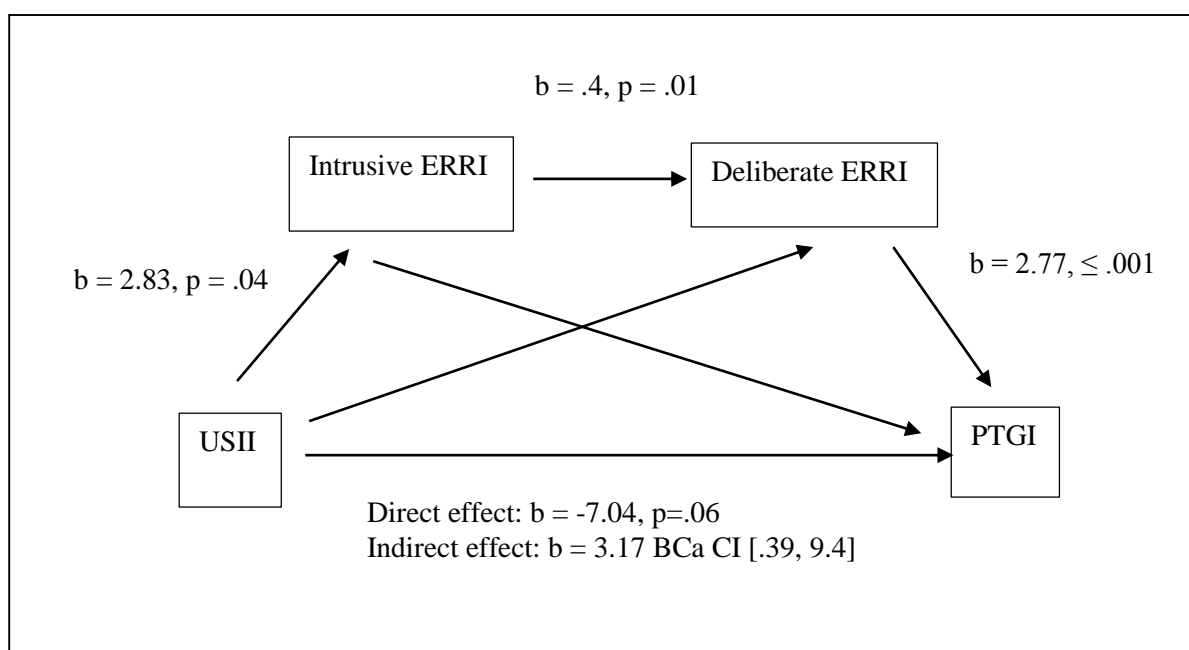 b = .4, p = .01
Intrusive ERRI
Deliberate ERRI
b = 2.83, p = .04
b = 2.77, ≤ .001
USII
PTGI
Direct effect: b = -7.04, p=.06
Indirect effect: b = 3.17 BCa CI [.39, 9.4]